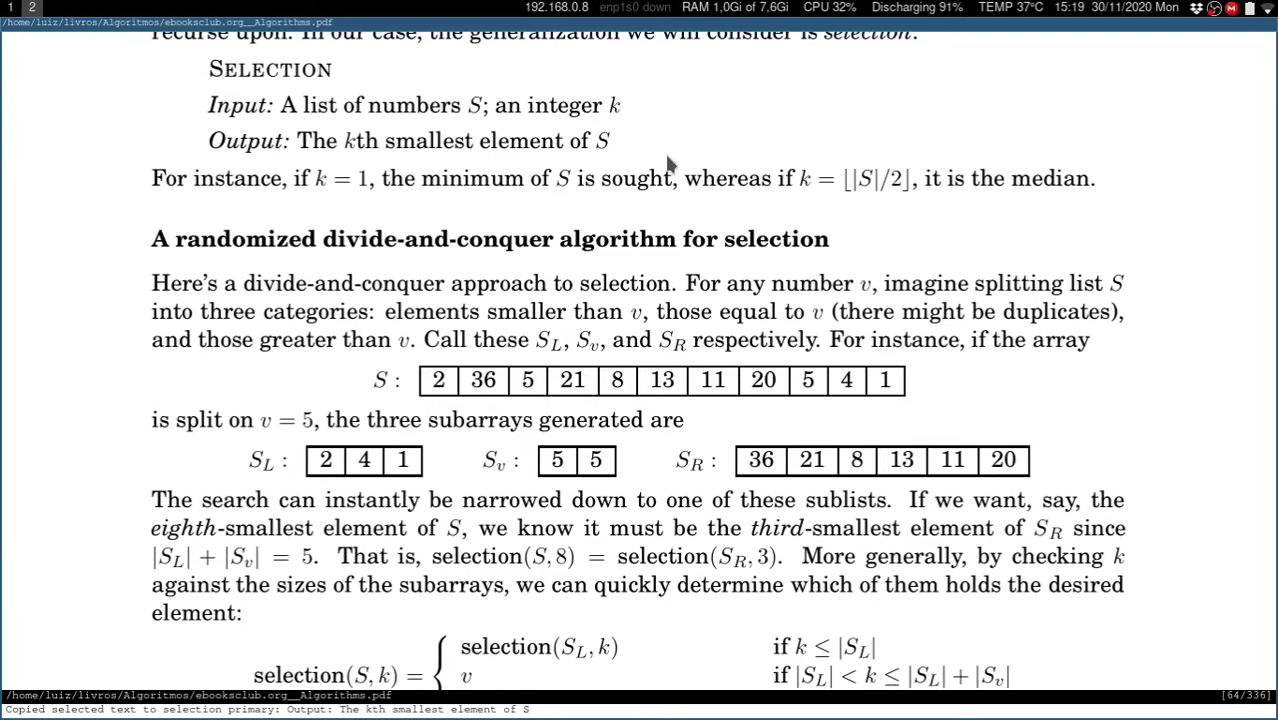 1 2 192.168.0.8 enp1s0 down RAM 1,0Gi of 7,6Gi CPU 32% Discharging 91% TEMP 37°C 15:19 30/11/2020 Mon
/home/luiz/livros/Algoritmos/ebooksclub.org__Algorithms.pdf
recurse upon. In our case, the generalization we will consider is selection.
SELECTION
Input: A list of numbers S; an integer k
Output: The kth smallest element of S
For instance, if k = 1, the minimum of S is sought, whereas if k = ⌊|S|/2⌋, it is the median.
A randomized divide-and-conquer algorithm for selection
Here's a divide-and-conquer approach to selection. For any number v, imagine splitting list S
into three categories: elements smaller than v, those equal to v (there might be duplicates),
and those greater than v. Call these S_L, S_v, and S_R respectively. For instance, if the array
S : 2 36 5 21 8 13 11 20 5 4 1
is split on v = 5, the three subarrays generated are
S_L : 2 4 1 S_v : 5 5 S_R : 36 21 8 13 11 20
The search can instantly be narrowed down to one of these sublists. If we want, say, the
eighth-smallest element of S, we know it must be the third-smallest element of S_R since
|S_L| + |S_v| = 5. That is, selection(S, 8) = selection(S_R, 3). More generally, by checking k
against the sizes of the subarrays, we can quickly determine which of them holds the desired
element:
selection(S_L, k) if k ≤ |S_L|
selection(S, k) = { v if |S_L| < k ≤ |S_L| + |S_v|
/home/luiz/livros/Algoritmos/ebooksclub.org__Algorithms.pdf [64/336]
Copied selected text to selection primary: Output: The kth smallest element of S